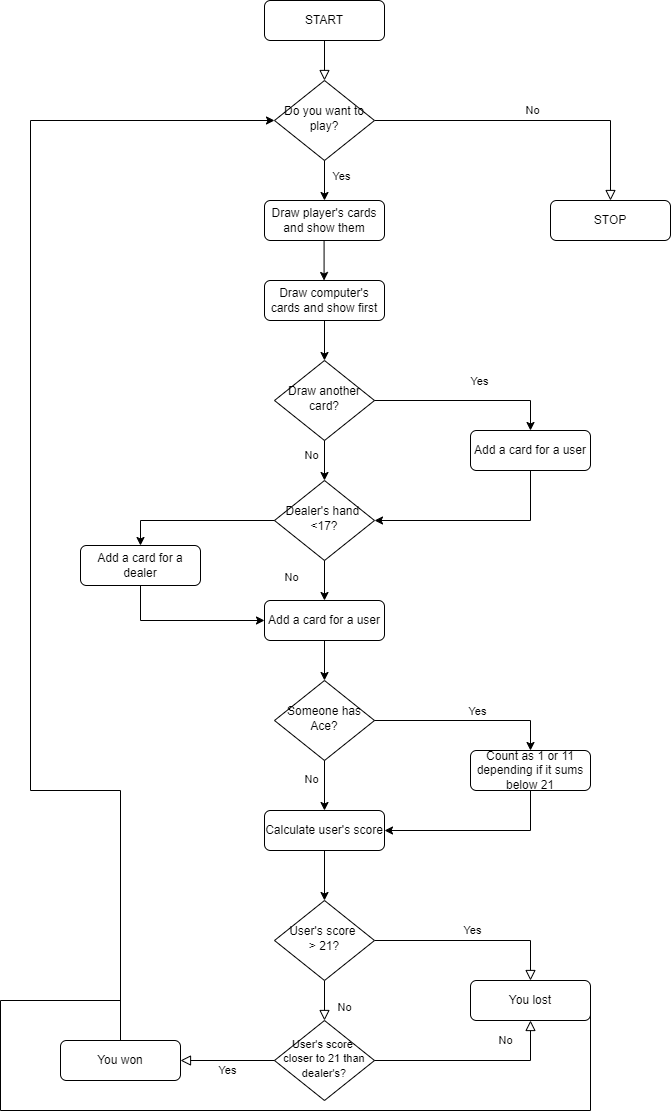 START
Do you want to
play?
No
Yes
Draw player's cards
and show them
STOP
Draw computer's
cards and show first
Draw another
card?
Yes
No
Add a card for a user
Dealer's hand
<17?
Add a card for a
dealer
No
Add a card for a user
Someone has
Ace?
Yes
Count as 1 or 11
depending if it sums
below 21
No
Calculate user's score
User's score
> 21?
Yes
You lost
No
User's score
closer to 21 than
dealer's?
No
You won
Yes